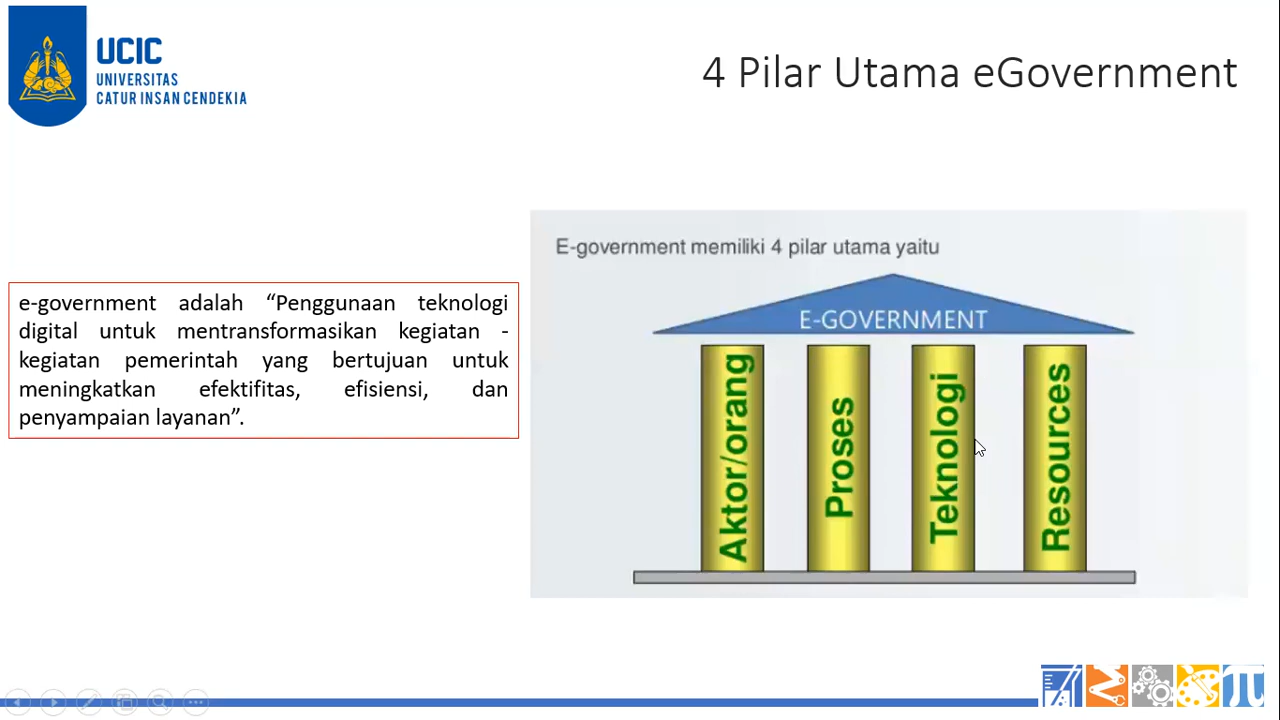 UCIC
UNIVERSITAS
CATUR INSAN CENDEKIA
4 Pilar Utama eGovernment
e-government adalah “Penggunaan teknologi
digital untuk mentransformasikan kegiatan -
kegiatan pemerintah yang bertujuan untuk
meningkatkan efektifitas, efisiensi, dan
penyampaian layanan”.
E-government memiliki 4 pilar utama yaitu
E-GOVERNMENT
Aktor/orang
Proses
Teknologi
Resources